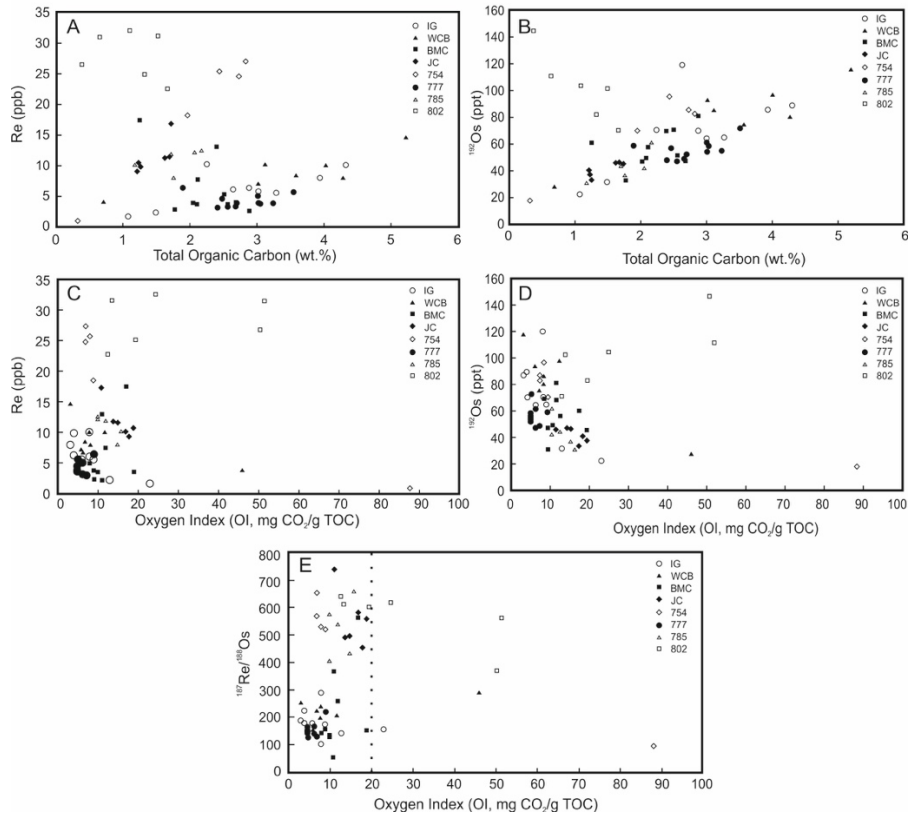 A
Re (ppb)
35
30
25
20
15
10
5
0
0 1 2 3 4 5 6
Total Organic Carbon (wt.%)
IG
WCB
BMC
JC
754
777
785
802
B
¹⁹²Os (ppt)
160
140
120
100
80
60
40
20
0
0 1 2 3 4 5 6
Total Organic Carbon (wt.%)
IG
WCB
BMC
JC
754
777
785
802
C
Re (ppb)
35
30
25
20
15
10
5
0
0 10 20 30 40 50 60 70 80 90 100
Oxygen Index (OI, mg CO₂/g TOC)
IG
WCB
BMC
JC
754
777
785
802
D
¹⁹²Os (ppt)
160
140
120
100
80
60
40
20
0
0 10 20 30 40 50 60 70 80 90 100
Oxygen Index (OI, mg CO₂/g TOC)
IG
WCB
BMC
JC
754
777
785
802
E
¹⁸⁷Re/¹⁸⁸Os
800
700
600
500
400
300
200
100
0
0 10 20 30 40 50 60 70 80 90 100
Oxygen Index (OI, mg CO₂/g TOC)
IG
WCB
BMC
JC
754
777
785
802